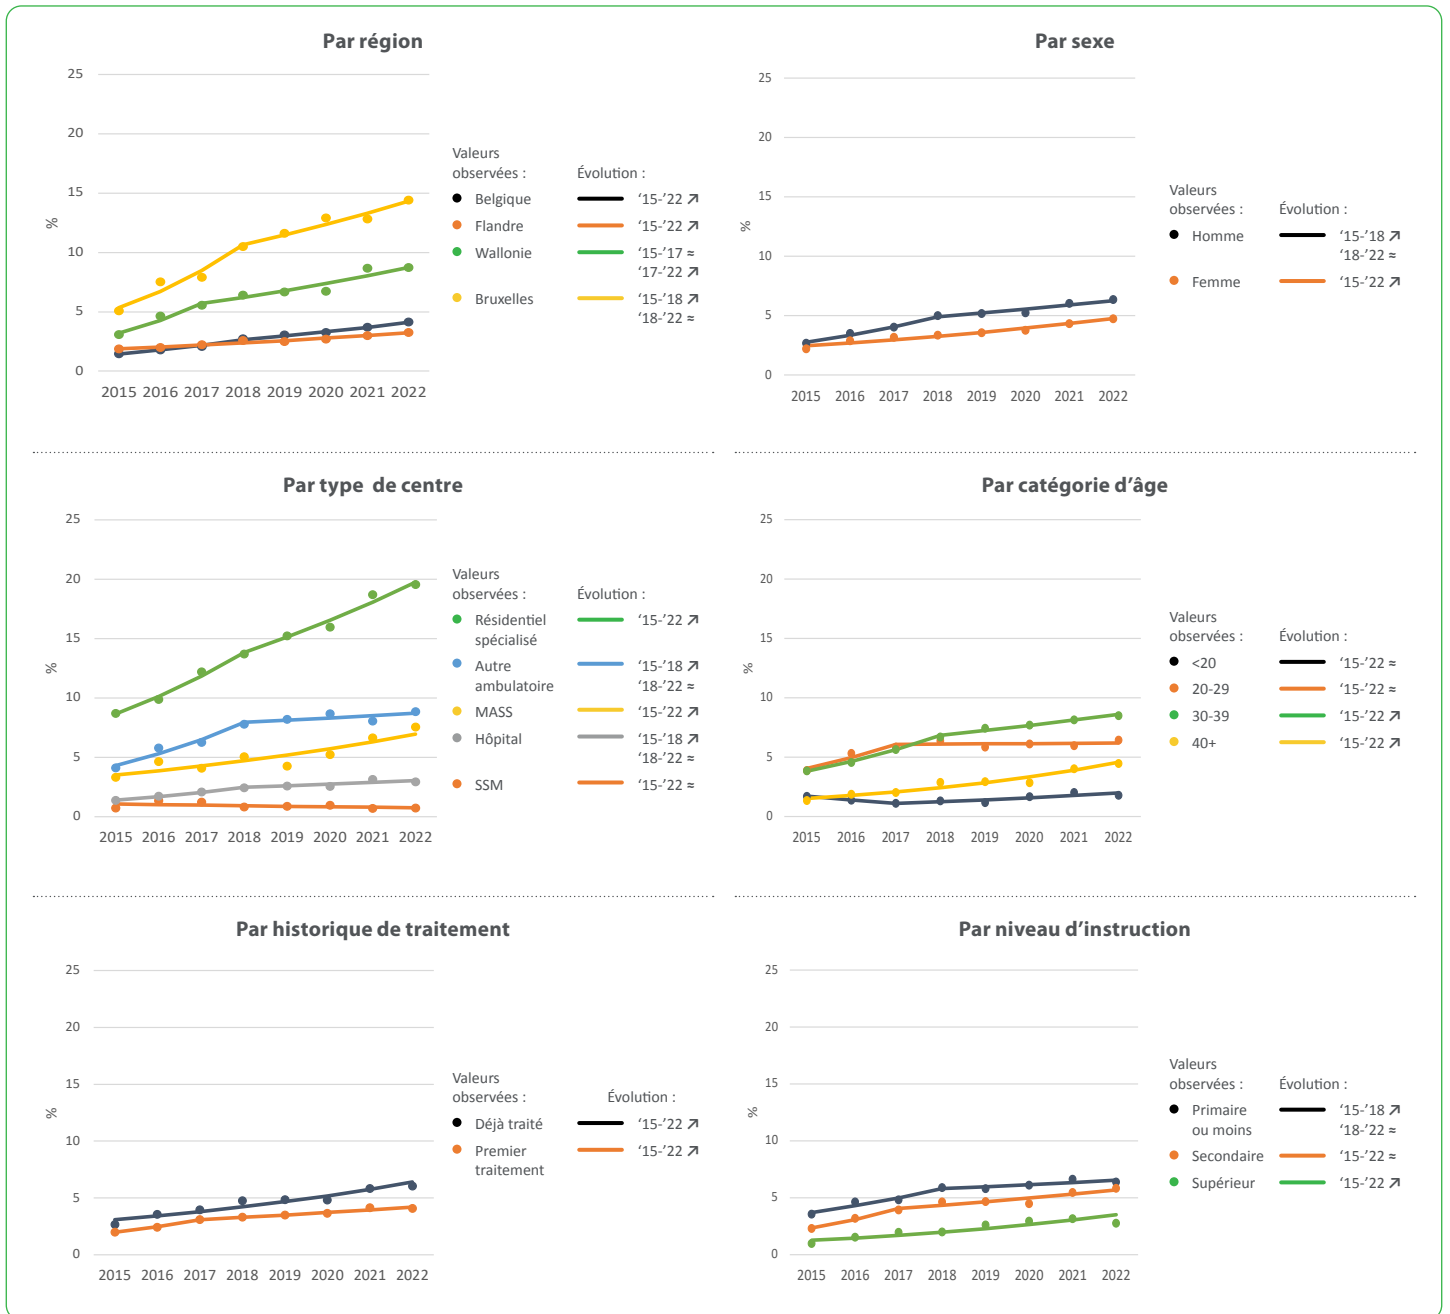 Par région
25
20
15
10
5
0
%
2015 2016 2017 2018 2019 2020 2021 2022
Valeurs
observées :
Évolution :
Belgique
‘15-’22 ↗
Flandre
‘15-’22 ↗
Wallonie
‘15-’17 ≈
‘17-’22 ↗
Bruxelles
‘15-’18 ↗
‘18-’22 ≈
Par sexe
25
20
15
10
5
0
%
2015 2016 2017 2018 2019 2020 2021 2022
Valeurs
observées :
Évolution :
Homme
‘15-’18 ↗
‘18-’22 ≈
Femme
‘15-’22 ↗
Par type de centre
25
20
15
10
5
0
%
2015 2016 2017 2018 2019 2020 2021 2022
Valeurs
observées :
Évolution :
Résidentiel
spécialisé
‘15-’22 ↗
Autre
ambulatoire
‘15-’18 ↗
‘18-’22 ≈
MASS
‘15-’22 ↗
Hôpital
‘15-’18 ↗
‘18-’22 ≈
SSM
‘15-’22 ≈
Par catégorie d’âge
25
20
15
10
5
0
%
2015 2016 2017 2018 2019 2020 2021 2022
Valeurs
observées :
Évolution :
<20
‘15-’22 ≈
20-29
‘15-’22 ≈
30-39
‘15-’22 ↗
40+
‘15-’22 ↗
Par historique de traitement
25
20
15
10
5
0
%
2015 2016 2017 2018 2019 2020 2021 2022
Valeurs
observées :
Évolution :
Déjà traité
‘15-’22 ↗
Premier
traitement
‘15-’22 ↗
Par niveau d’instruction
25
20
15
10
5
0
%
2015 2016 2017 2018 2019 2020 2021 2022
Valeurs
observées :
Évolution :
Primaire
ou moins
‘15-’18 ↗
‘18-’22 ≈
Secondaire
‘15-’22 ≈
Supérieur
‘15-’22 ↗